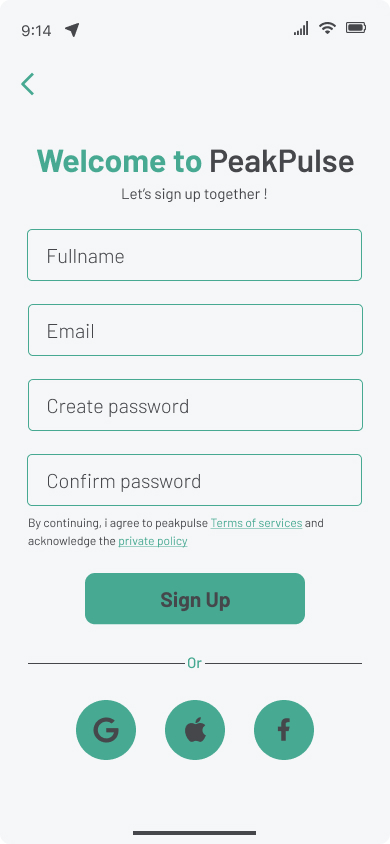 9:14
Welcome to PeakPulse
Let's sign up together !
Fullname
Email
Create password
Confirm password
By continuing, i agree to peakpulse Terms of services and
acknowledge the private policy
Sign Up
Or